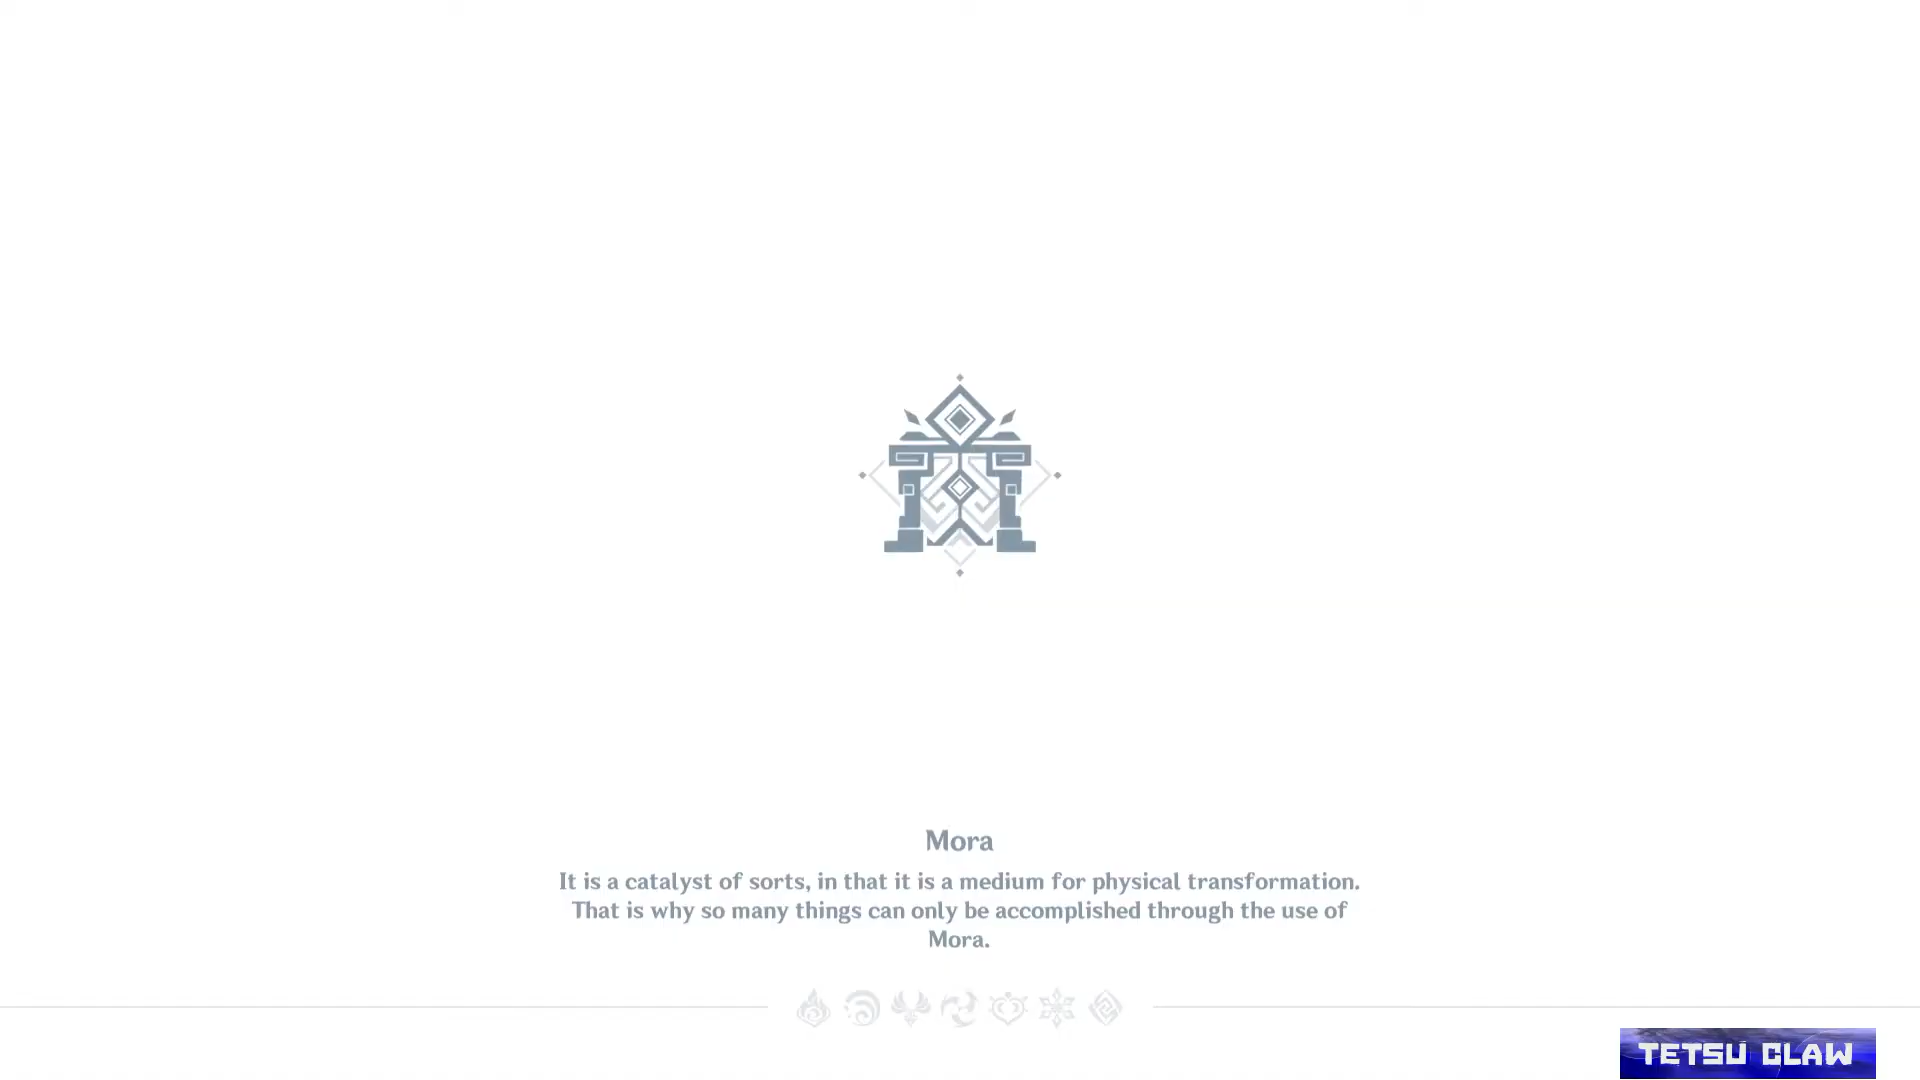 Mora
It is a catalyst of sorts, in that it is a medium for physical transformation.
That is why so many things can only be accomplished through the use of
Mora.
TETSU CLAW